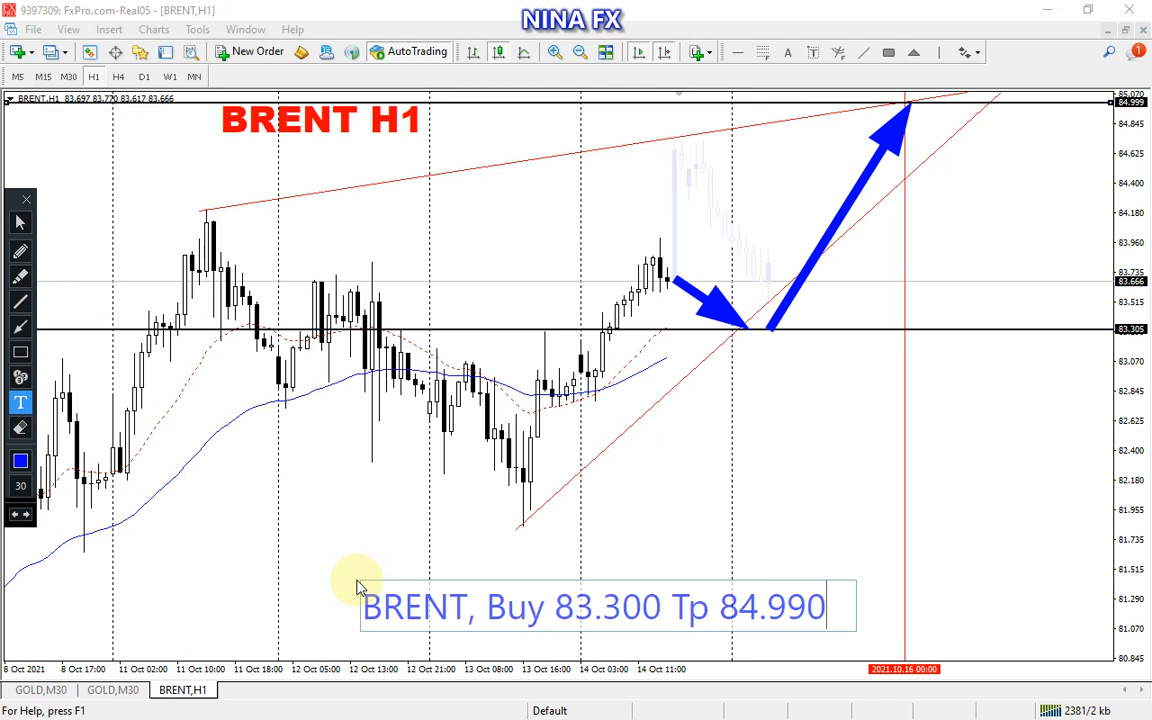 9397309: FxPro.com-Real05 - [BRENT,H1]
NINA FX
File View Insert Charts Tools Window Help
New Order AutoTrading
1
M5 M15 M30 H1 H4 D1 W1 MN
BRENT,H1 83.697 83.770 83.617 83.666
BRENT H1
85.070
84.999
84.845
84.625
84.400
84.180
83.960
83.735
83.666
83.515
83.305
83.070
82.845
82.625
82.400
82.180
81.955
81.735
81.515
81.290
81.070
80.845
T
30
BRENT, Buy 83.300 Tp 84.990
8 Oct 2021 8 Oct 17:00 11 Oct 02:00 11 Oct 10:00 11 Oct 18:00 12 Oct 05:00 12 Oct 13:00 12 Oct 21:00 13 Oct 08:00 13 Oct 16:00 14 Oct 03:00 14 Oct 11:00 2021.10.16 00:00
GOLD,M30 GOLD,M30 BRENT,H1
For Help, press F1 Default 2381/2 kb